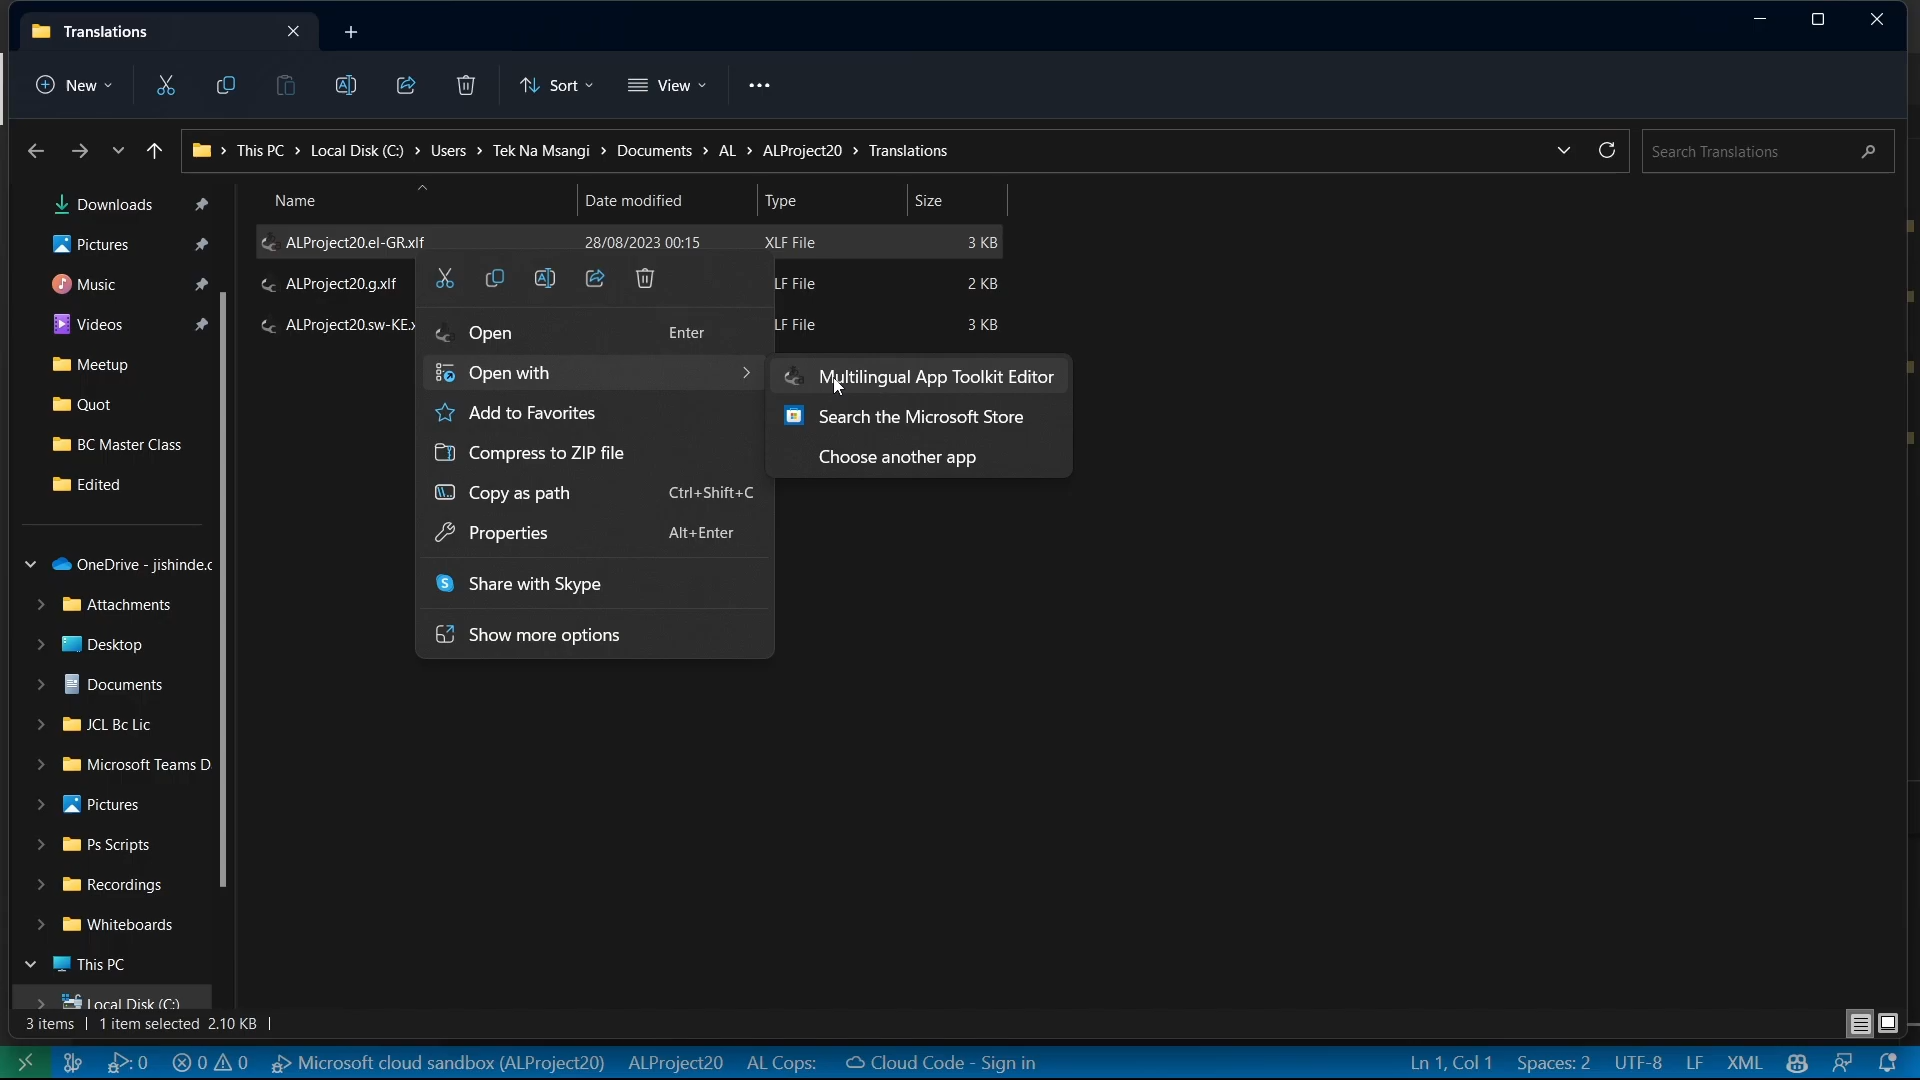 Translations
New
Sort
View
This PC > Local Disk (C:) > Users > Tek Na Msangi > Documents > AL > ALProject20 > Translations
Search Translations
Downloads
Pictures
Music
Videos
Meetup
Quot
BC Master Class
Edited
OneDrive - jishinde.c
Attachments
Desktop
Documents
JCL Bc Lic
Microsoft Teams D
Pictures
Ps Scripts
Recordings
Whiteboards
This PC
Local Disk (C:)
Name Date modified Type Size
ALProject20.el-GR.xlf 28/08/2023 00:15 XLF File 3 KB
ALProject20.g.xlf LF File 2 KB
ALProject20.sw-KE.x LF File 3 KB
Open Enter
Open with
Add to Favorites
Compress to ZIP file
Copy as path Ctrl+Shift+C
Properties Alt+Enter
Share with Skype
Show more options
Multilingual App Toolkit Editor
Search the Microsoft Store
Choose another app
3 items 1 item selected 2.10 KB
0 0 0 Microsoft cloud sandbox (ALProject20) ALProject20 AL Cops: Cloud Code - Sign in Ln 1, Col 1 Spaces: 2 UTF-8 LF XML